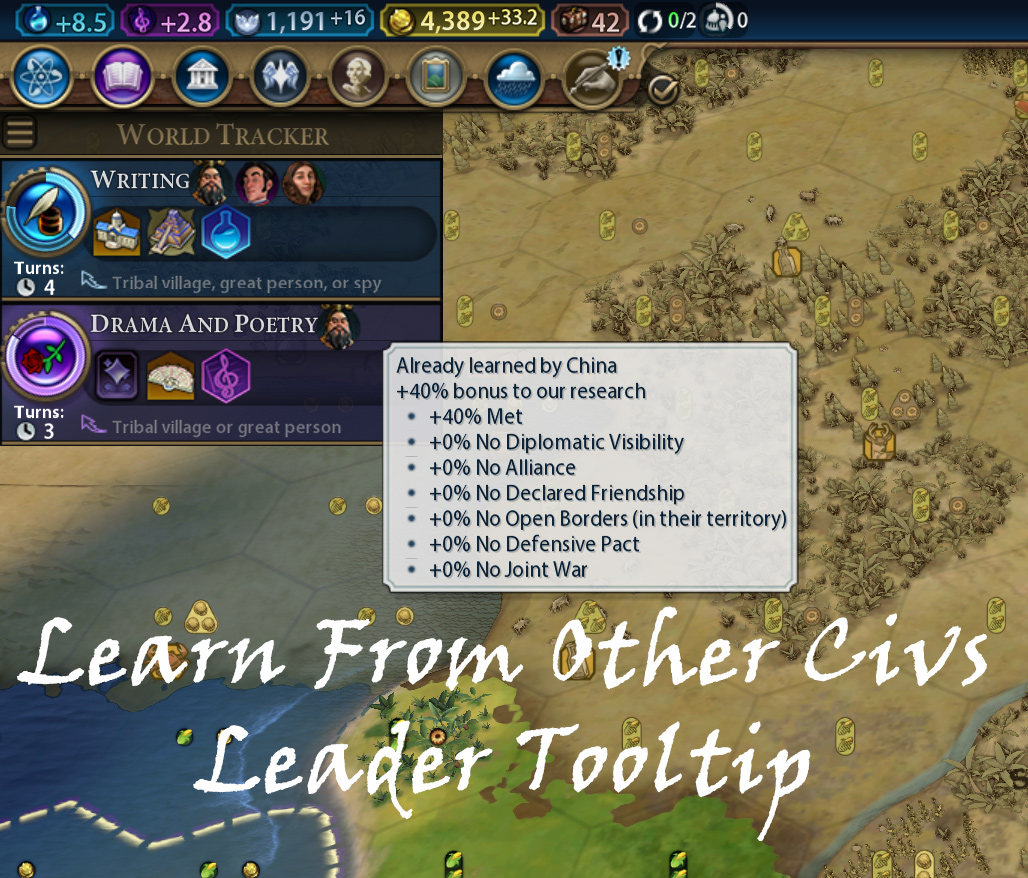 +8.5 +2.8 1,191 +16 4,389 +33.2 42 0/2 0
WORLD TRACKER
WRITING
Turns:
4
Tribal village, great person, or spy
DRAMA AND POETRY
Turns:
3
Tribal village or great person
Already learned by China
+40% bonus to our research
+40% Met
+0% No Diplomatic Visibility
+0% No Alliance
+0% No Declared Friendship
+0% No Open Borders (in their territory)
+0% No Defensive Pact
+0% No Joint War
Learn From Other Civs
Leader Tooltip